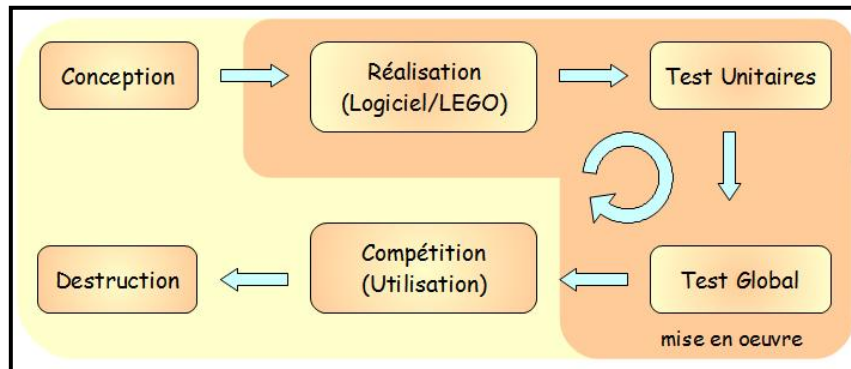 Conception
Réalisation
(Logiciel/LEGO)
Test Unitaires
Destruction
Compétition
(Utilisation)
Test Global
mise en oeuvre